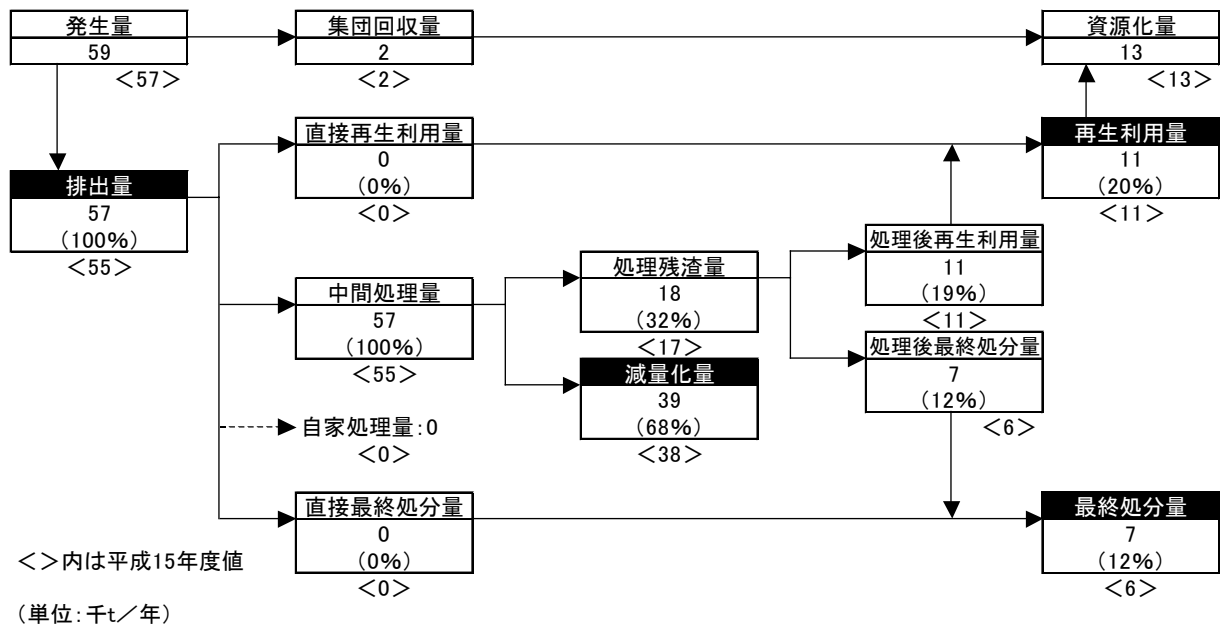 発生量
59
＜57＞
集団回収量
2
＜2＞
資源化量
13
＜13＞
直接再生利用量
0
(0%)
＜0＞
再生利用量
11
(20%)
＜11＞
排出量
57
(100%)
＜55＞
中間処理量
57
(100%)
＜55＞
処理残渣量
18
(32%)
＜17＞
処理後再生利用量
11
(19%)
＜11＞
減量化量
39
(68%)
＜38＞
処理後最終処分量
7
(12%)
＜6＞
自家処理量:0
＜0＞
直接最終処分量
0
(0%)
＜0＞
最終処分量
7
(12%)
＜6＞
＜＞内は平成15年度値
(単位:千t／年)